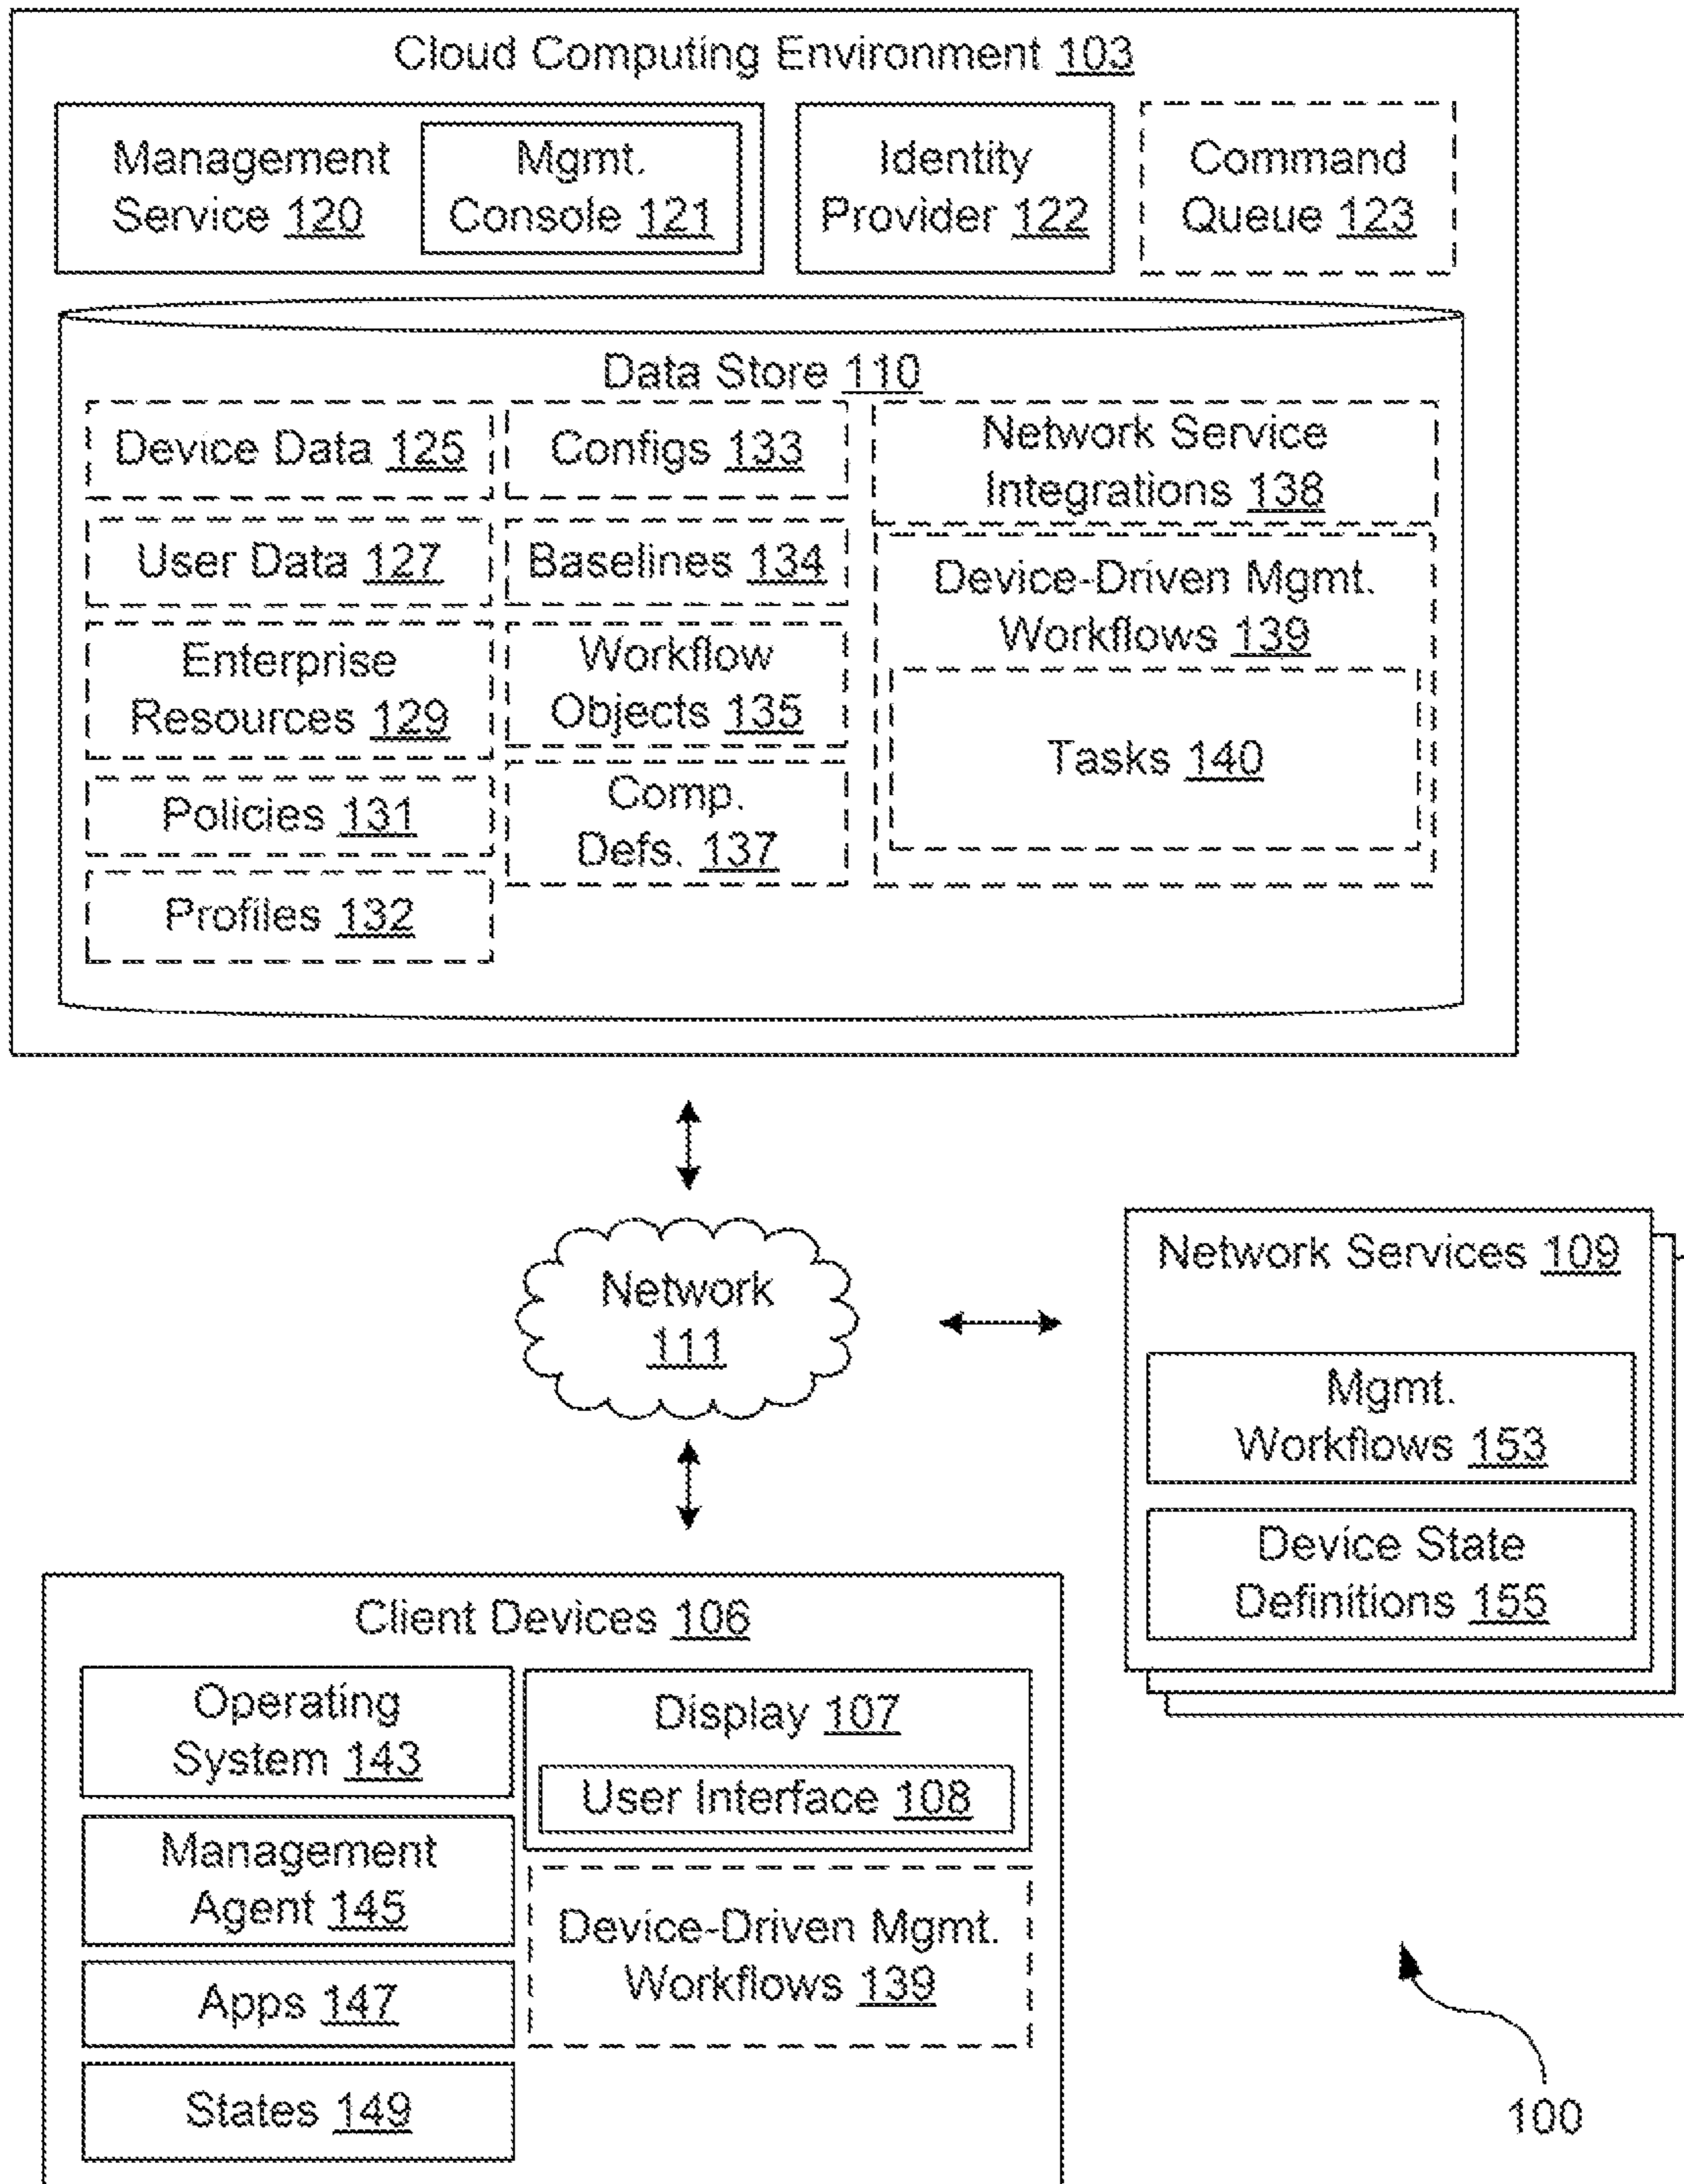 Cloud Computing Environment 103
Management
Service 120
Mgmt.
Console 121
Identity
Provider 122
Command
Queue 123
Data Store 110
Device Data 125
User Data 127
Enterprise
Resources 129
Policies 131
Profiles 132
Configs 133
Baselines 134
Workflow
Objects 135
Comp.
Defs. 137
Network Service
Integrations 138
Device-Driven Mgmt.
Workflows 139
Tasks 140
Network
111
Network Services 109
Mgmt.
Workflows 153
Device State
Definitions 155
Client Devices 106
Operating
System 143
Management
Agent 145
Apps 147
States 149
Display 107
User Interface 108
Device-Driven Mgmt.
Workflows 139
100